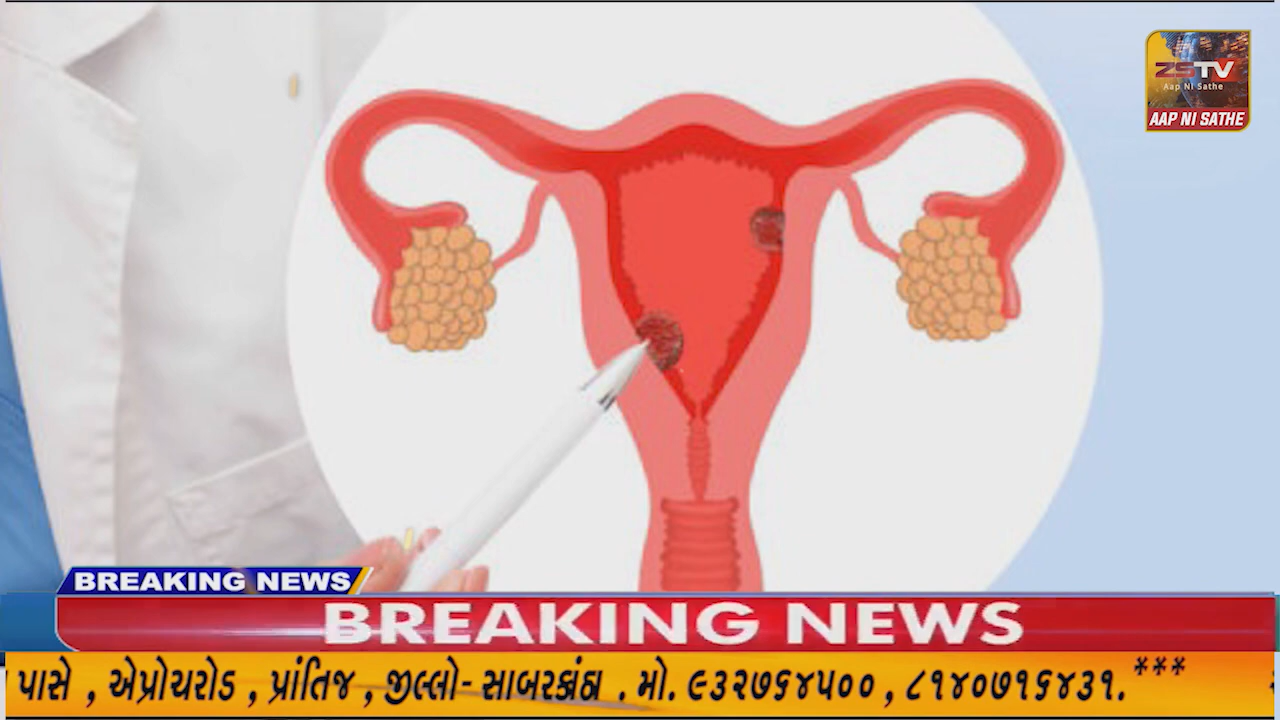 ZSTV
Aap NI Sathe
AAP NI SATHE
BREAKING NEWS
BREAKING NEWS
પાસે , એપ્રોચરોડ , પ્રાંતિજ , જીલ્લો- સાબરકાંઠા . મો. ૯૩૨૭૬૪૫૦૦ , ૮૧૪૦૭૧૬૪૩૧. ***